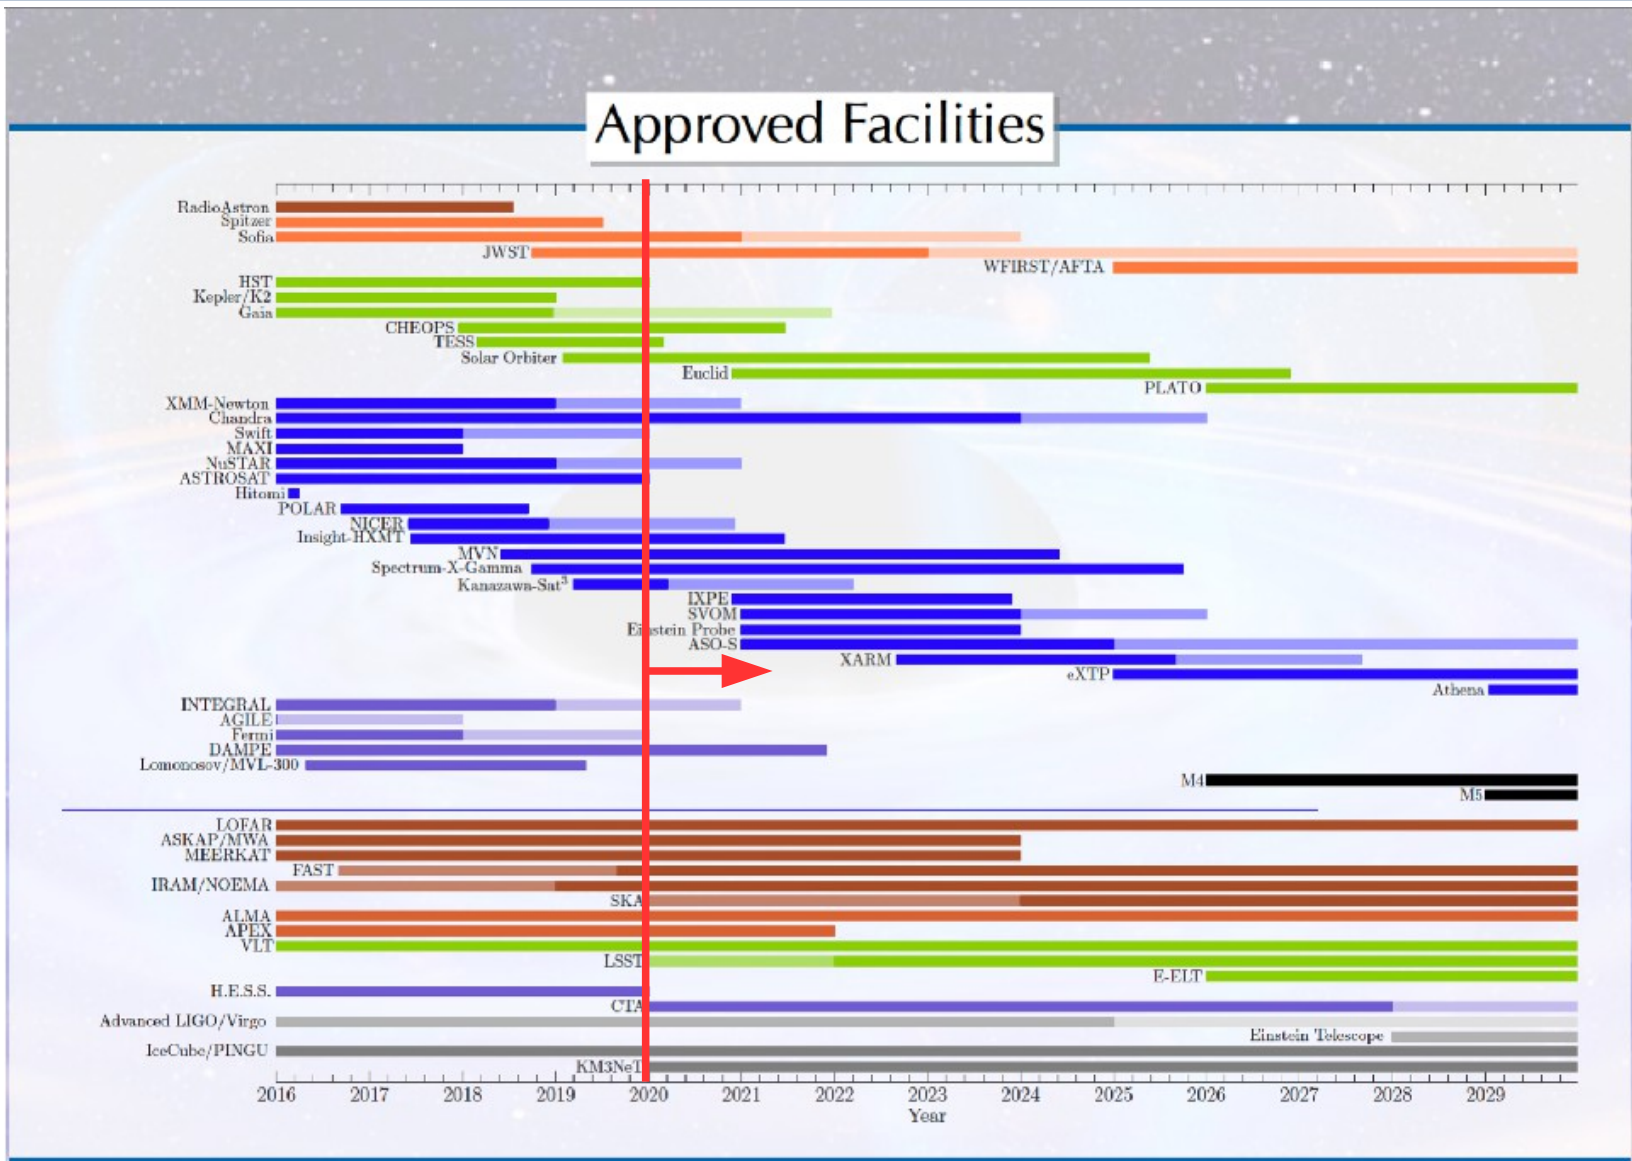 Approved Facilities
RadioAstron
Spitzer
Sofia
JWST
WFIRST/AFTA
HST
Kepler/K2
Gaia
CHEOPS
TESS
Solar Orbiter
Euclid
PLATO
XMM-Newton
Chandra
Swift
MAXI
NuSTAR
ASTROSAT
Hitomi
POLAR
NICER
Insight-HXMT
MVN
Spectrum-X-Gamma
Kanazawa-Sat³
IXPE
SVOM
Einstein Probe
ASO-S
XARM
eXTP
Athena
INTEGRAL
AGILE
Fermi
DAMPE
Lomonosov/MVL-300
M4
M5
LOFAR
ASKAP/MWA
MEERKAT
FAST
IRAM/NOEMA
SKA
ALMA
APEX
VLT
LSST
E-ELT
H.E.S.S.
CTA
Advanced LIGO/Virgo
Einstein Telescope
IceCube/PINGU
KM3NeT
2016 2017 2018 2019 2020 2021 2022 2023 2024 2025 2026 2027 2028 2029
Year